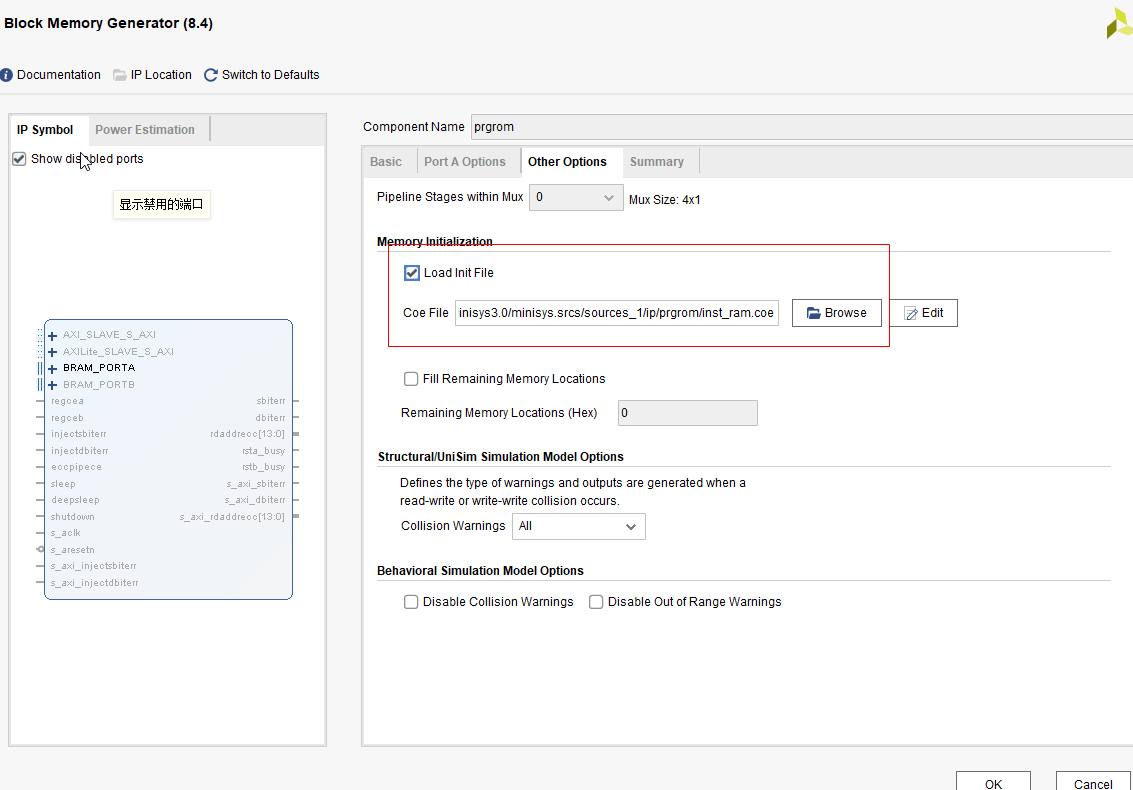 Block Memory Generator (8.4)
Documentation IP Location Switch to Defaults
IP Symbol Power Estimation
Show disabled ports
显示禁用的端口
AXI_SLAVE_S_AXI
AXILite_SLAVE_S_AXI
BRAM_PORTA
BRAM_PORTB
regcea sbiterr
regceb dbiterr
injectsbiterr rdaddrecc[13:0]
injectdbiterr rsta_busy
eccpipece rstb_busy
sleep s_axi_sbiterr
deepsleep s_axi_dbiterr
shutdown s_axi_rdaddrecc[13:0]
s_aclk
s_aresetn
s_axi_injectsbiterr
s_axi_injectdbiterr
Component Name prgrom
Basic Port A Options Other Options Summary
Pipeline Stages within Mux 0 Mux Size: 4x1
Memory Initialization
Load Init File
Coe File inisys3.0/minisys.srcs/sources_1/ip/prgrom/inst_ram.coe Browse Edit
Fill Remaining Memory Locations
Remaining Memory Locations (Hex) 0
Structural/UniSim Simulation Model Options
Defines the type of warnings and outputs are generated when a
read-write or write-write collision occurs.
Collision Warnings All
Behavioral Simulation Model Options
Disable Collision Warnings Disable Out of Range Warnings
OK Cancel